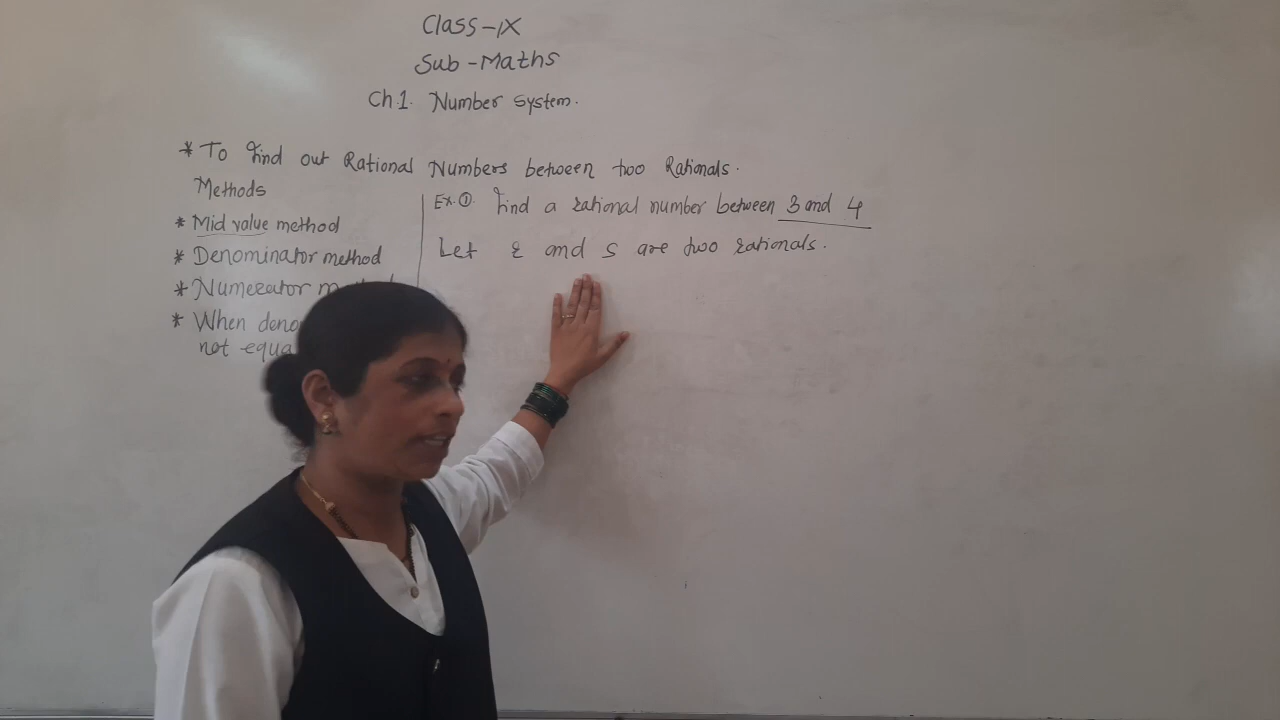 Class-IX
Sub-Maths
Ch.1. Number System.
* To find out Rational Numbers between two Rationals.
Methods
* Mid value method
* Denominator method
* Numerator
* When
not
Ex.① find a rational number between 3 and 4
Let r and s are two rationals.